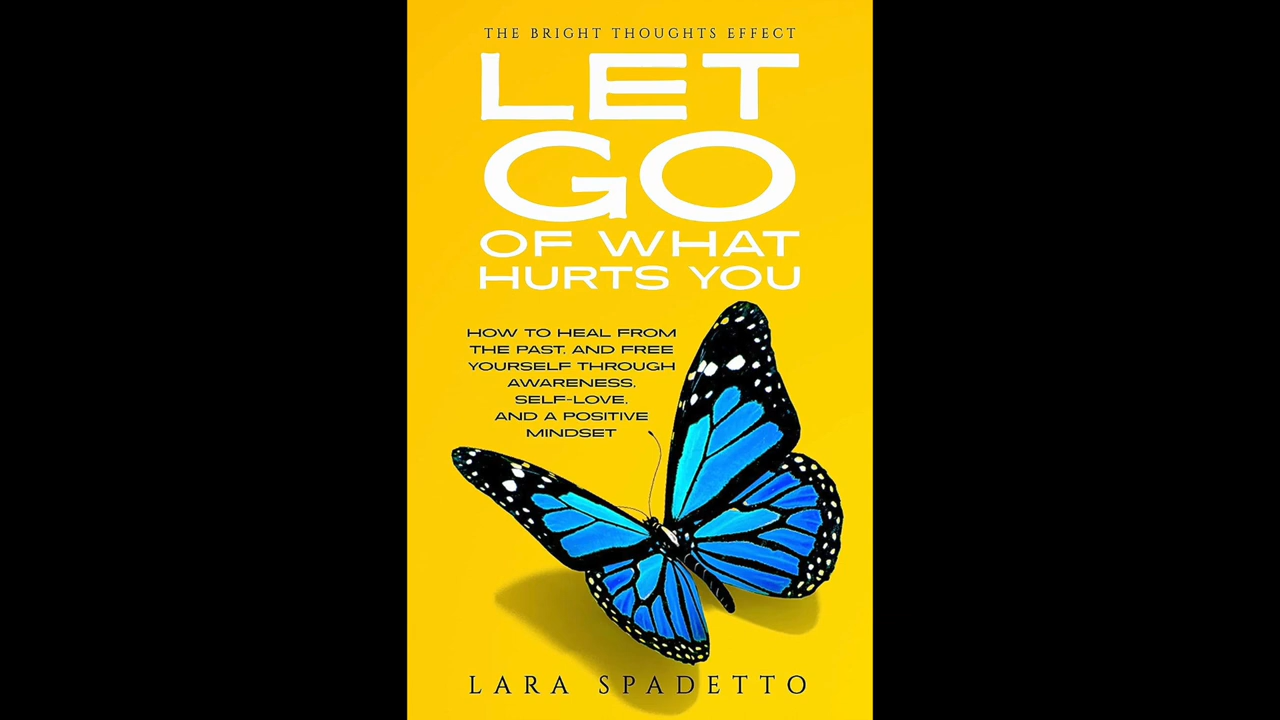 THE BRIGHT THOUGHTS EFFECT
LET
GO
OF WHAT
HURTS YOU
HOW TO HEAL FROM
THE PAST, AND FREE
YOURSELF THROUGH
AWARENESS,
SELF-LOVE,
AND A POSITIVE
MINDSET
LARA SPADETTO